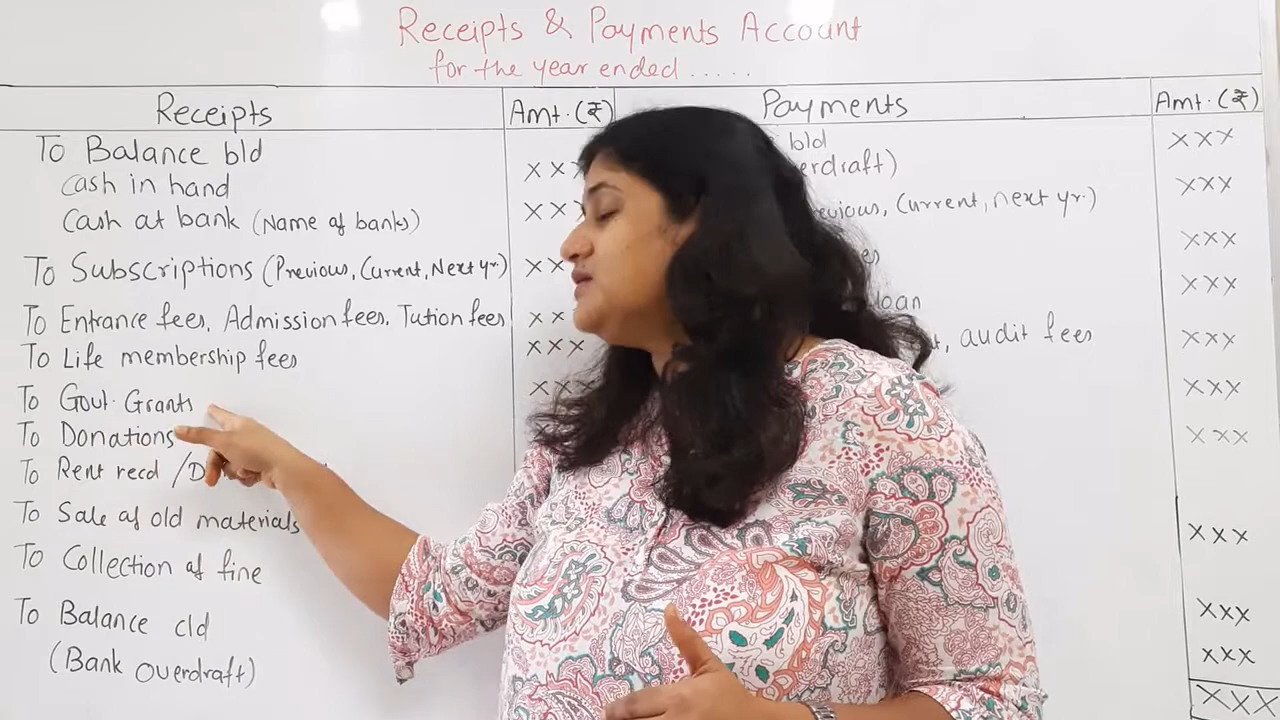 Receipts & Payments Account
for the year ended .....
Receipts
Amt. (₹)
To Balance b/d
Cash in hand
xxx
Cash at bank (Name of banks)
xxx
To Subscriptions (Previous, Current, Next yr.)
xx
To Entrance fees, Admission fees, Tution fees
xx
To Life membership fees
xxx
To Govt. Grants
xxx
To Donations
To Rent recd /D
To Sale of old materials
To Collection of fine
To Balance c/d
(Bank Overdraft)
Payments
Amt. (₹)
b/d
xxx
xxx
Current, next yr.)
xxx
xxx
loan
audit fees
xxx
xxx
xxx
xxx
xxx
xxx
xxx